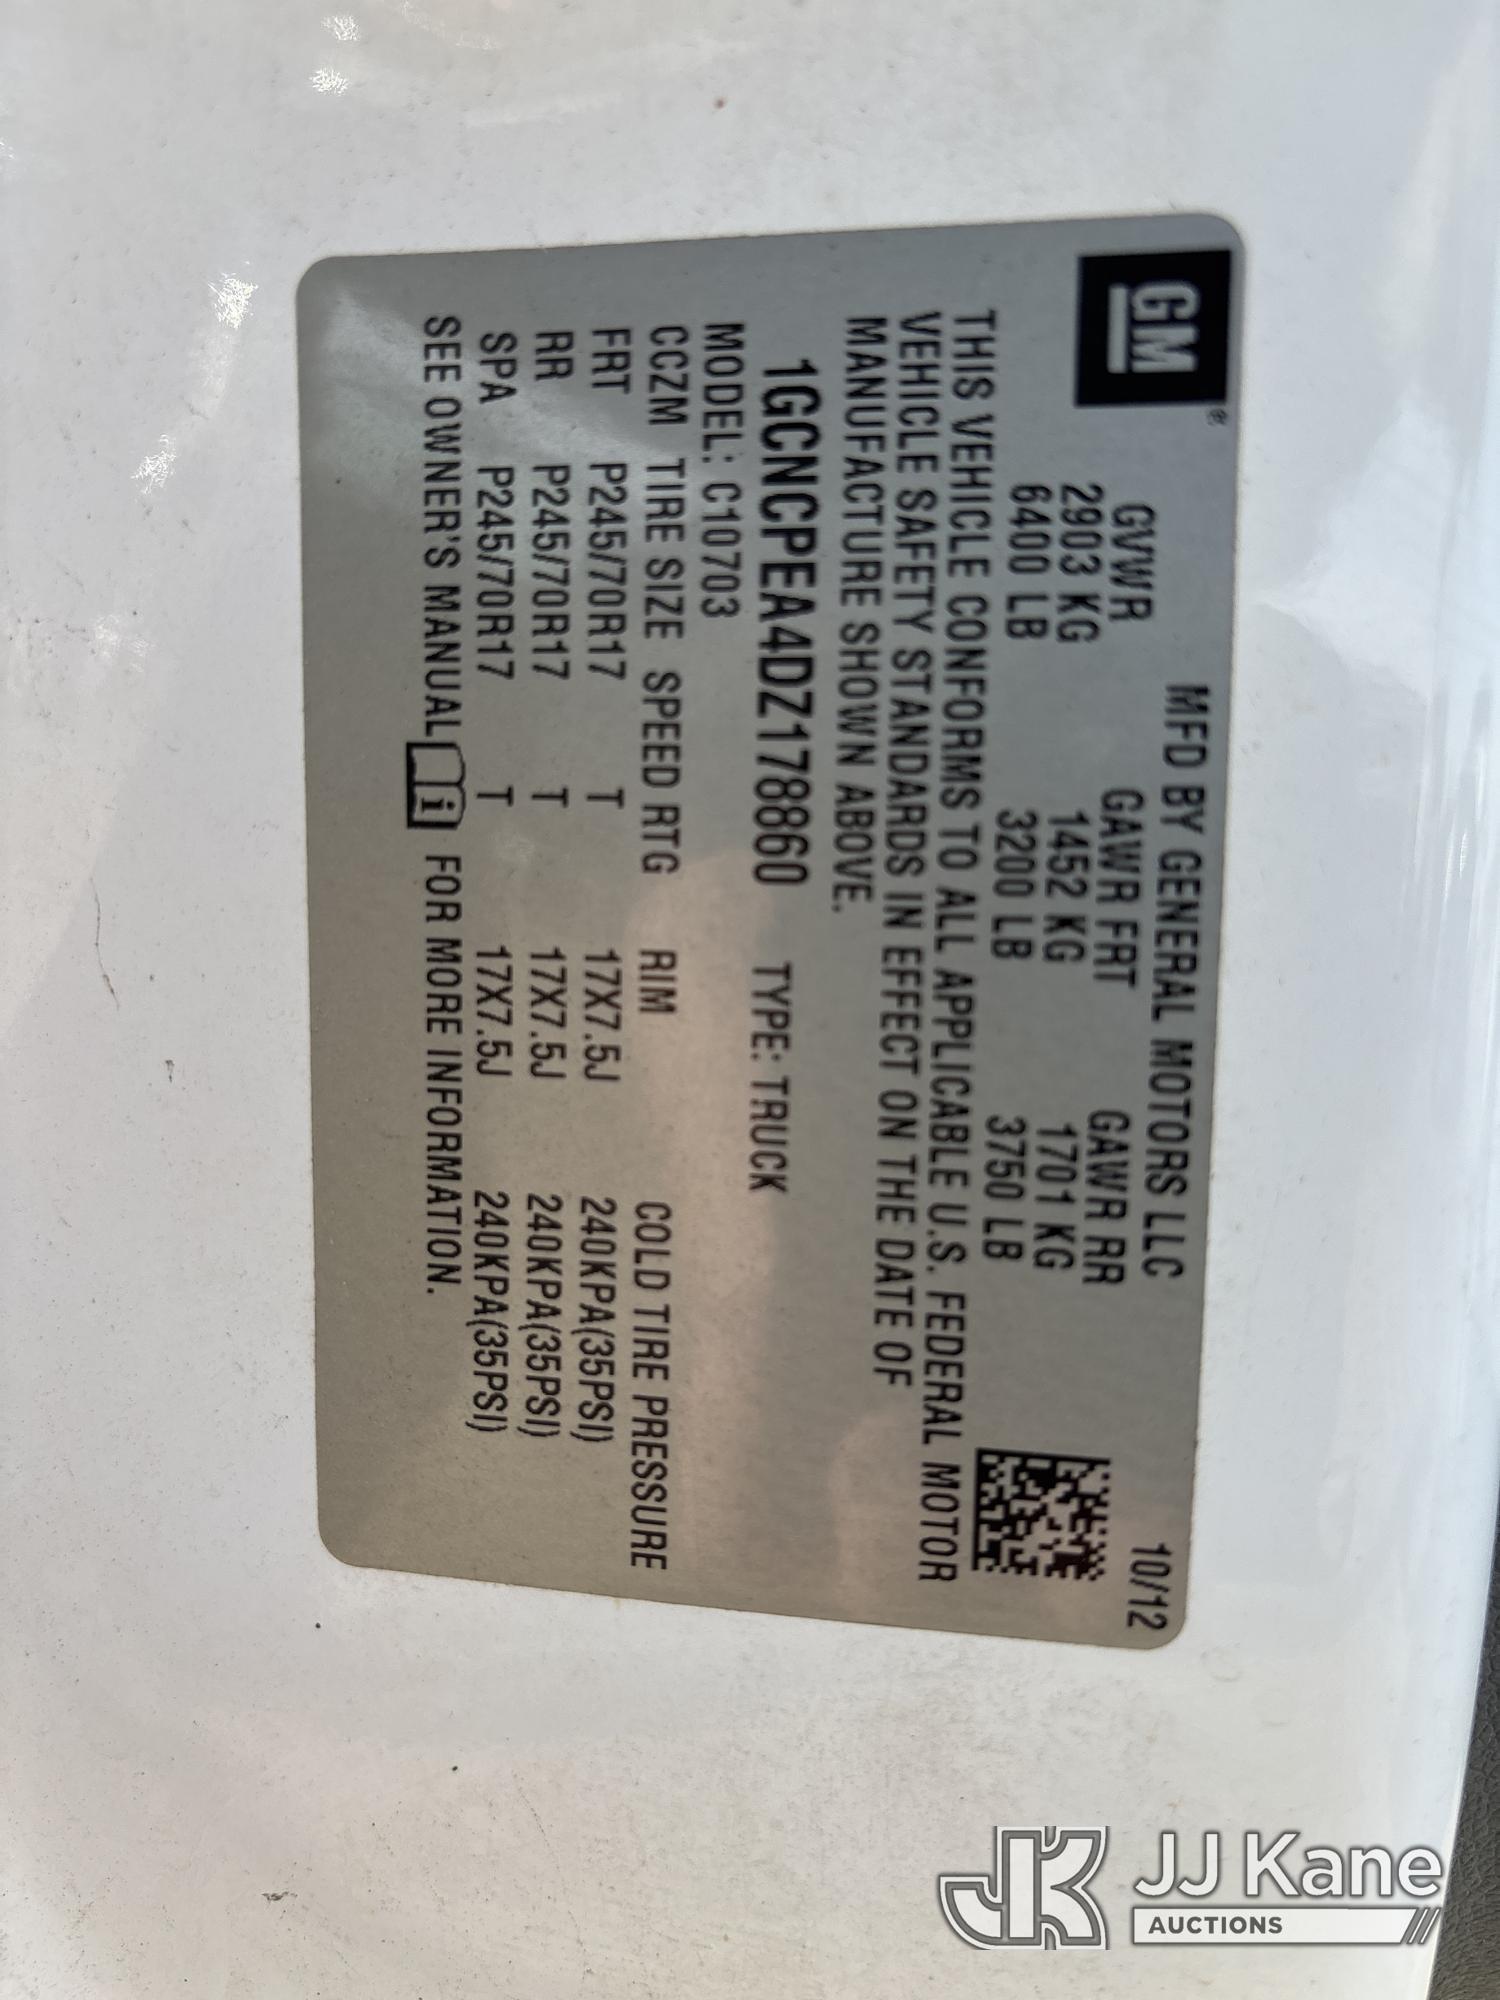 GM®
MFD BY GENERAL MOTORS LLC 10/12
GVWR GAWR FRT GAWR RR
2903 KG 1452 KG 1701 KG
6400 LB 3200 LB 3750 LB
THIS VEHICLE CONFORMS TO ALL APPLICABLE U.S. FEDERAL MOTOR
VEHICLE SAFETY STANDARDS IN EFFECT ON THE DATE OF
MANUFACTURE SHOWN ABOVE.
1GCNCPEA4DZ178860 TYPE: TRUCK
MODEL: C10703
CCZM TIRE SIZE SPEED RTG RIM COLD TIRE PRESSURE
FRT P245/70R17 T 17X7.5J 240KPA(35PSI)
RR P245/70R17 T 17X7.5J 240KPA(35PSI)
SPA P245/70R17 T 17X7.5J 240KPA(35PSI)
SEE OWNER'S MANUAL i FOR MORE INFORMATION.
JK JJ Kane
AUCTIONS